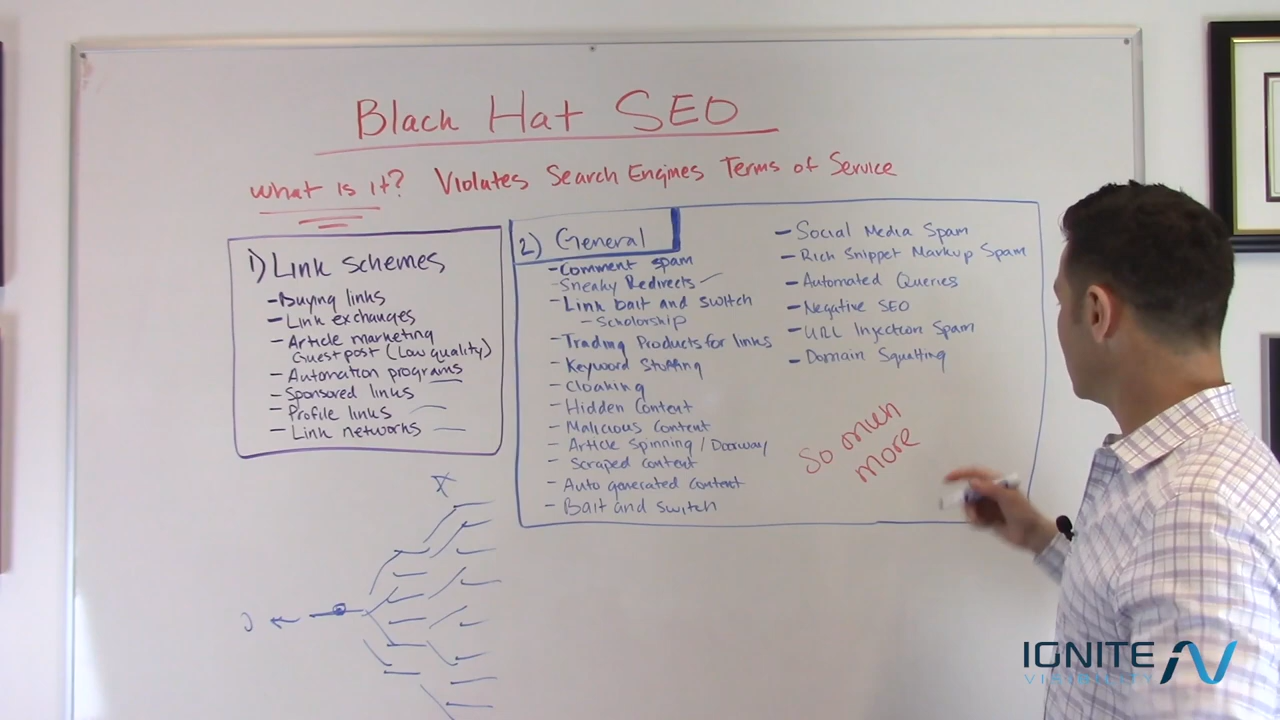 Black Hat SEO
What is it? Violates Search Engines Terms of Service
1) Link schemes
- Buying links
- Link exchanges
- Article marketing
Guest post (Low quality)
- Automation programs
- Sponsored links
- Profile links
- Link networks
2) General
- Comment spam
- Sneaky Redirects
- Link bait and switch
- Scholorship
- Trading Products for links
- Keyword Stuffing
- Cloaking
- Hidden Content
- Malicious Content
- Article Spinning / Doorway
- Scraped Content
- Auto generated content
- Bait and switch
- Social Media Spam
- Rich Snippet Markup Spam
- Automated Queries
- Negative SEO
- URL Injection Spam
- Domain Squatting
So much
more
IGNITE
VISIBILITY